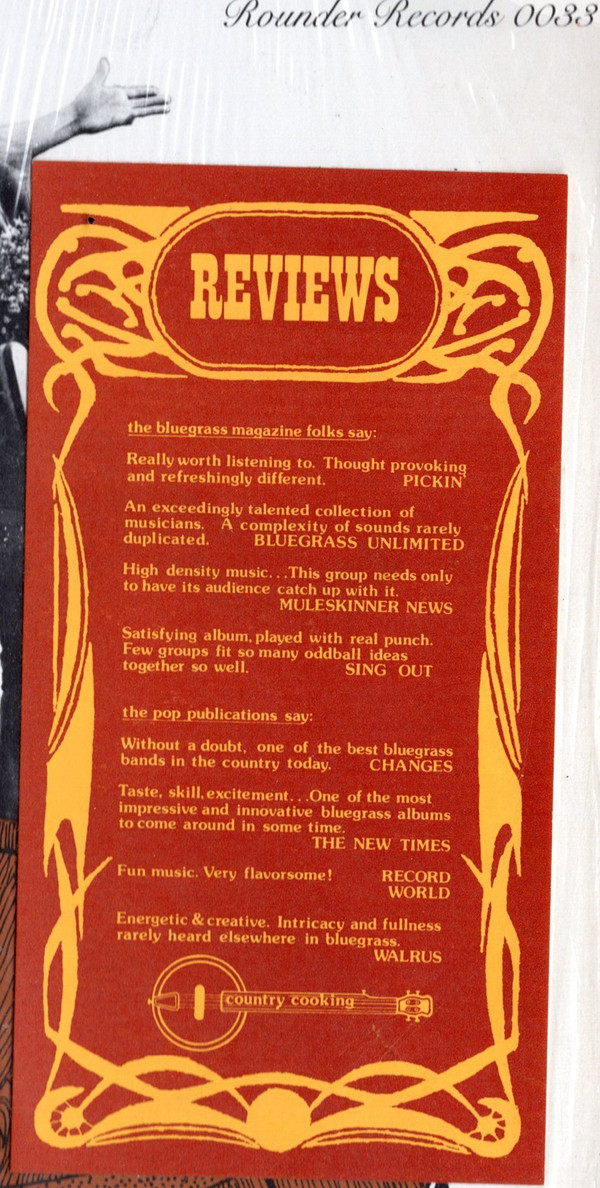 Rounder Records 0033
REVIEWS
the bluegrass magazine folks say:
Really worth listening to. Thought provoking
and refreshingly different. PICKIN'
An exceedingly talented collection of
musicians. A complexity of sounds rarely
duplicated. BLUEGRASS UNLIMITED
High density music...This group needs only
to have its audience catch up with it.
MULESKINNER NEWS
Satisfying album, played with real punch.
Few groups fit so many oddball ideas
together so well. SING OUT
the pop publications say:
Without a doubt, one of the best bluegrass
bands in the country today. CHANGES
Taste, skill, excitement...One of the most
impressive and innovative bluegrass albums
to come around in some time.
THE NEW TIMES
Fun music. Very flavorsome! RECORD
WORLD
Energetic & creative. Intricacy and fullness
rarely heard elsewhere in bluegrass.
WALRUS
country cooking